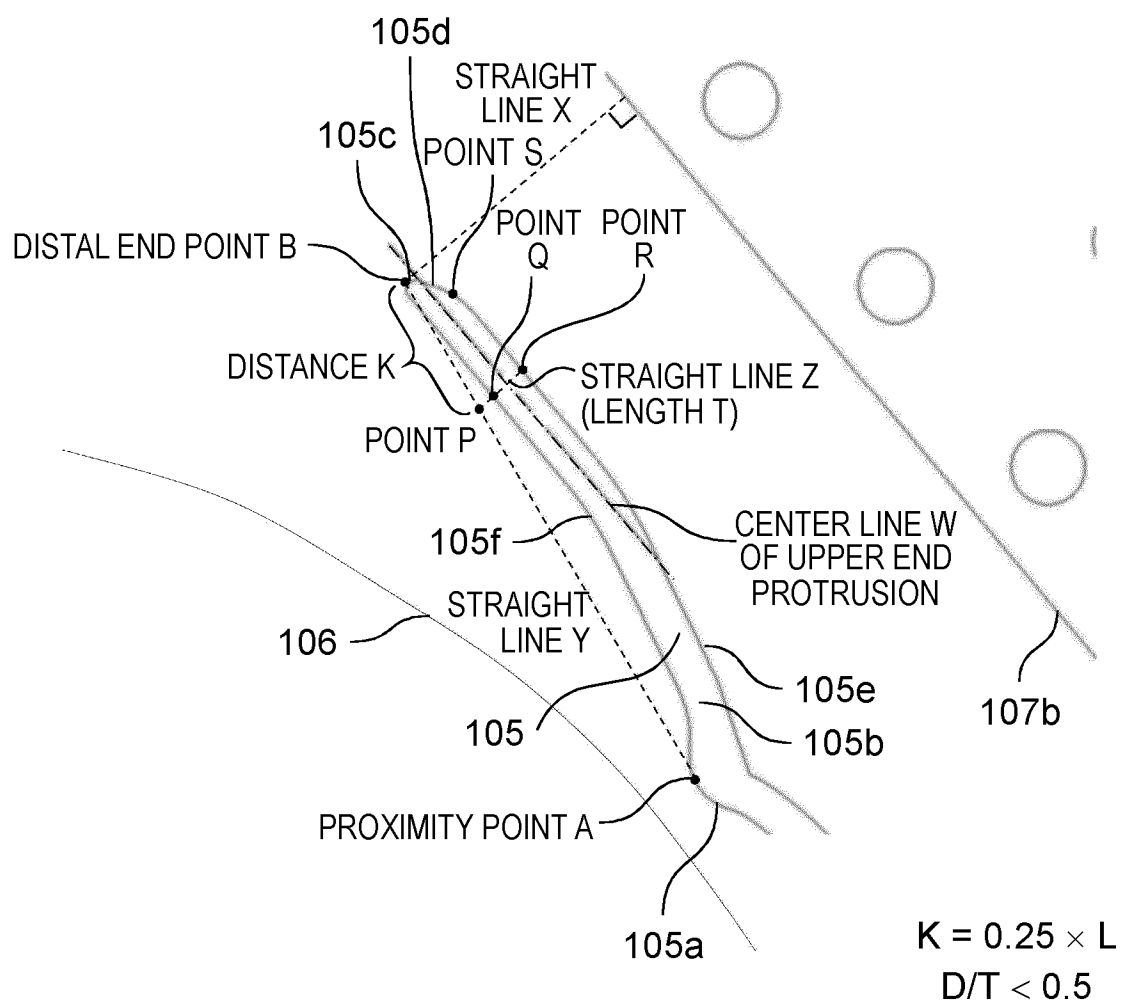 105d
STRAIGHT
LINE X
105c
POINT S
POINT
Q
POINT
R
DISTAL END POINT B
DISTANCE K
STRAIGHT LINE Z
(LENGTH T)
POINT P
105f
CENTER LINE W
OF UPPER END
PROTRUSION
STRAIGHT
LINE Y
106
105e
107b
105
105b
PROXIMITY POINT A
105a
K = 0.25 × L
D/T < 0.5